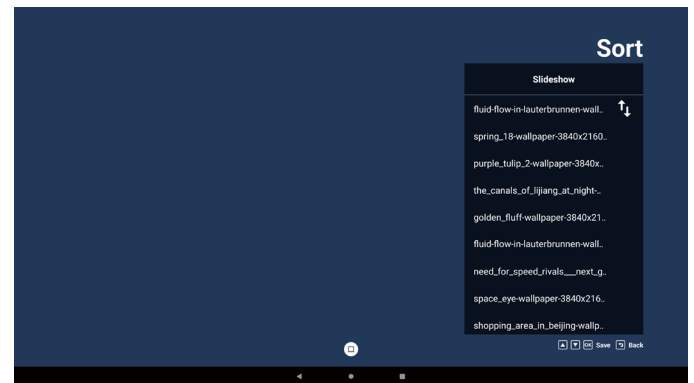 Sort
Slideshow
fluid-flow-in-lauterbrunnen-wall..
spring_18-wallpaper-3840x2160..
purple_tulip_2-wallpaper-3840x..
the_canals_of_lijiang_at_night-..
golden_fluff-wallpaper-3840x21..
fluid-flow-in-lauterbrunnen-wall..
need_for_speed_rivals___next_g..
space_eye-wallpaper-3840x216..
shopping_area_in_beijing-wallp..
OK Save Back